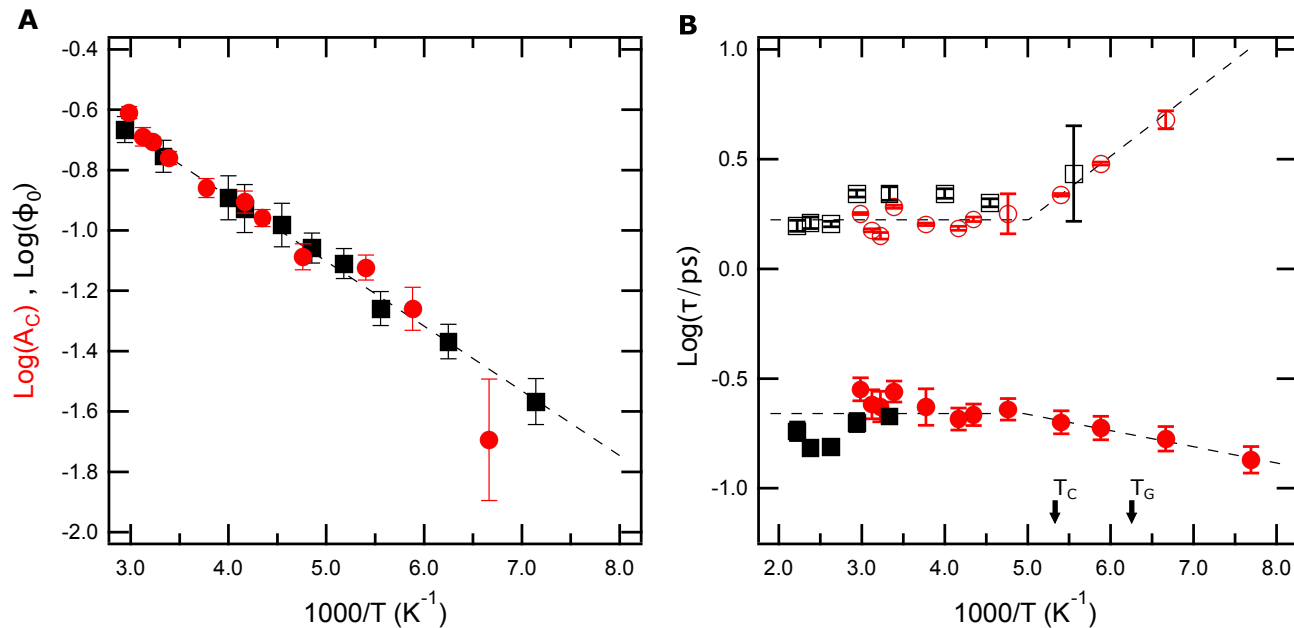 A
-0.4
-0.6
-0.8
-1.0
-1.2
-1.4
-1.6
-1.8
-2.0
Log(A_C) , Log(ϕ_0)
3.0 4.0 5.0 6.0 7.0 8.0
1000/T (K^-1)
B
1.0
0.5
0.0
-0.5
-1.0
Log(τ/ps)
T_C T_G
2.0 3.0 4.0 5.0 6.0 7.0 8.0
1000/T (K^-1)